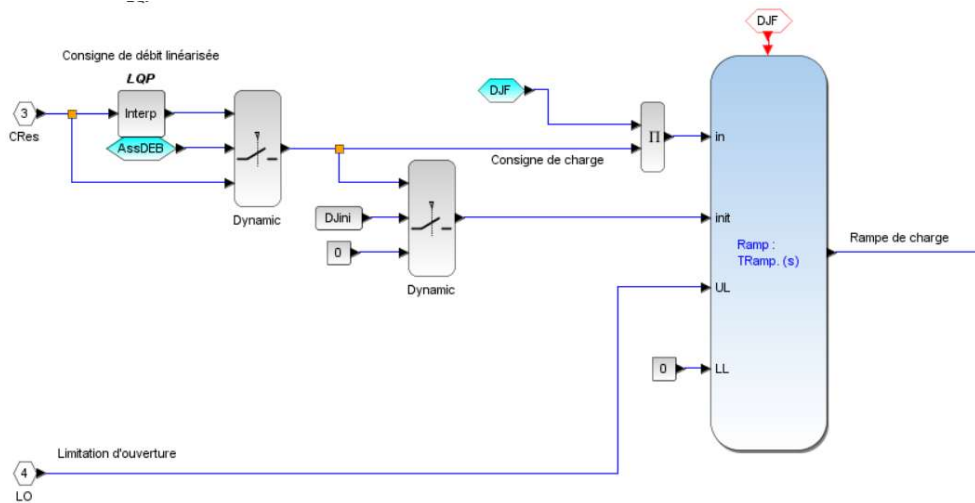 DJF
Consigne de débit linéarisée
LQP
3
CRes
Interp
AssDEB
Dynamic
DJF
Π
Consigne de charge
in
DJini
0
Dynamic
init
Ramp :
TRamp. (s)
Rampe de charge
UL
0
LL
Limitation d'ouverture
4
LO